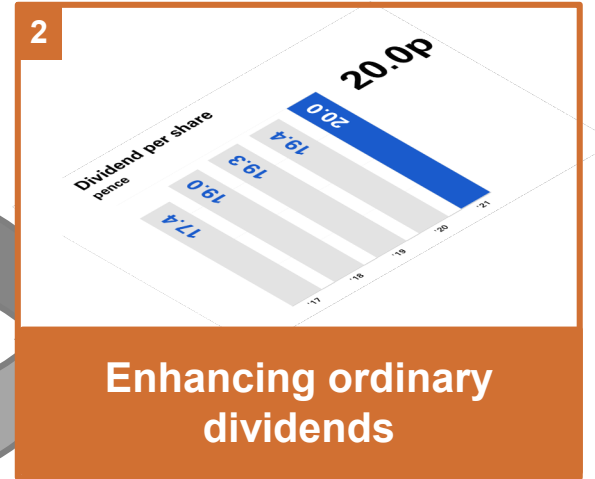 2
Dividend per share
pence
20.0p
17.4
19.0
19.3
19.4
20.0
'17
'18
'19
'20
'21
Enhancing ordinary
dividends